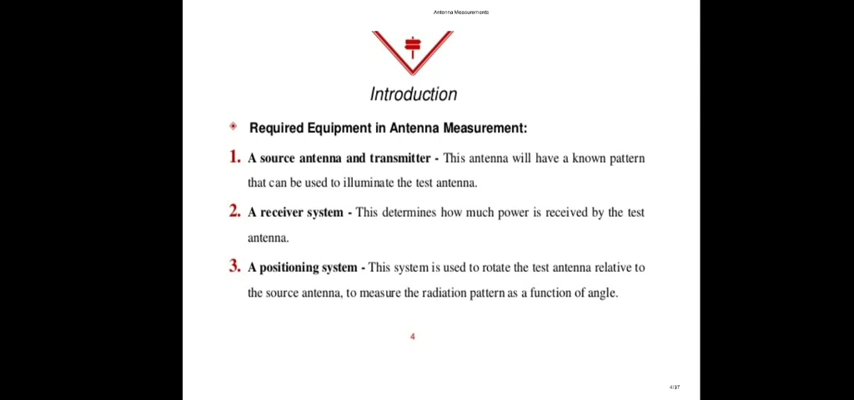 Antenna Measurements
Introduction
Required Equipment in Antenna Measurement:
1. A source antenna and transmitter - This antenna will have a known pattern
that can be used to illuminate the test antenna.
2. A receiver system - This determines how much power is received by the test
antenna.
3. A positioning system - This system is used to rotate the test antenna relative to
the source antenna, to measure the radiation pattern as a function of angle.
4
4/37